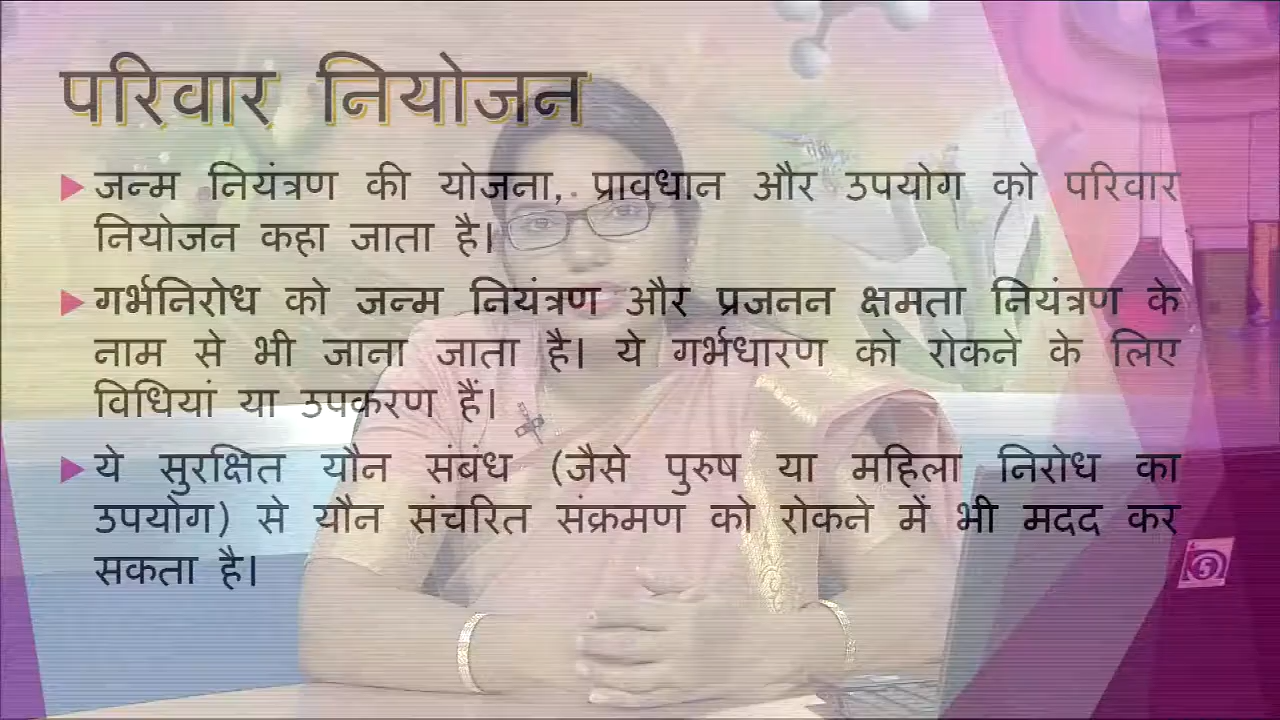 परिवार नियोजन
जन्म नियंत्रण की योजना, प्रावधान और उपयोग को परिवार
नियोजन कहा जाता है।
गर्भनिरोध को जन्म नियंत्रण और प्रजनन क्षमता नियंत्रण के
नाम से भी जाना जाता है। ये गर्भधारण को रोकने के लिए
विधियां या उपकरण हैं।
ये सुरक्षित यौन संबंध (जैसे पुरुष या महिला निरोध का
उपयोग) से यौन संचरित संक्रमण को रोकने में भी मदद कर
सकता है।
5